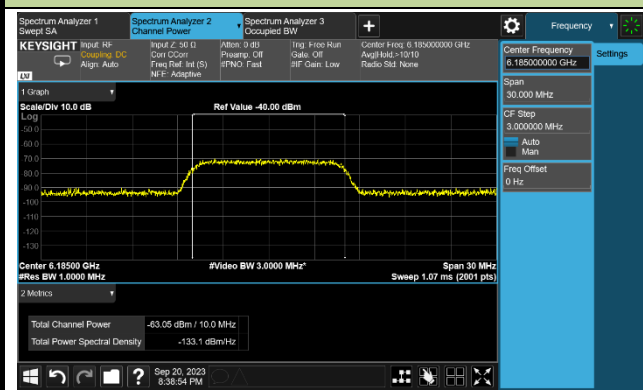 Spectrum Analyzer 1
Swept SA
Spectrum Analyzer 2
Channel Power
Spectrum Analyzer 3
Occupied BW
+
Frequency
KEYSIGHT
Input: RF
Coupling: DC
Align: Auto
Input Z: 50 Ω
Corr CCorr
Freq Ref: Int (S)
NFE: Adaptive
Atten: 0 dB
Preamp: Off
#PNO: Fast
Trig: Free Run
Gate: Off
#IF Gain: Low
Center Freq: 6.185000000 GHz
Avg|Hold:>10/10
Radio Std: None
LXI
Center Frequency
6.185000000 GHz
Settings
Span
30.000 MHz
CF Step
3.000000 MHz
Auto
Man
Freq Offset
0 Hz
1 Graph
Scale/Div 10.0 dB
Ref Value -40.00 dBm
Log
-50.0
-60.0
-70.0
-80.0
-90.0
-100
-110
-120
-130
Center 6.18500 GHz
#Video BW 3.0000 MHz*
Span 30 MHz
#Res BW 1.0000 MHz
Sweep 1.07 ms (2001 pts)
2 Metrics
Total Channel Power
-63.05 dBm / 10.0 MHz
Total Power Spectral Density
-133.1 dBm/Hz
?
Sep 20, 2023
8:38:54 PM